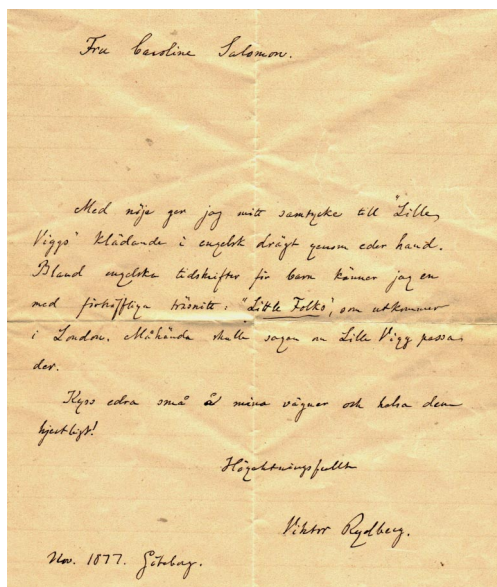 Fru Caroline Salomon.
Med nöje ger jag mitt samtycke till "Lille
Viggs" klädande i engelsk drägt genom eder hand.
Bland engelska tidskrifter för barn känner jag en
med förträffliga träsnitt: "Little Folks", som utkommer
i London. Måhända skulle sagan om Lille Vigg passa
der.
Kyss edra små å mina vägnar och helsa dem
hjertligt!
Högaktningsfullt
Viktor Rydberg.
Nov. 1877. Göteborg.